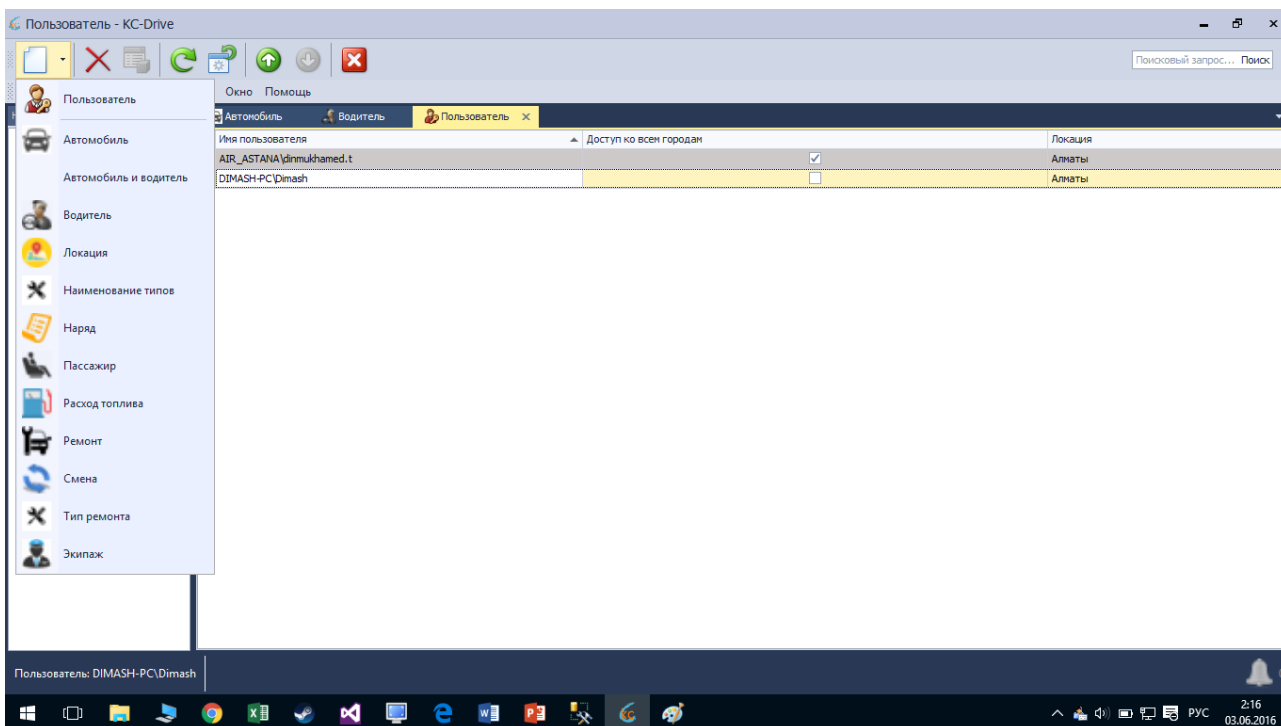 Пользователь - KC-Drive
Поисковый запрос... Поиск
Окно Помощь
Автомобиль Водитель Пользователь
Имя пользователя Доступ ко всем городам Локация
AIR_ASTANA\dinmukhamed.t Алматы
DIMASH-PC\Dimash Алматы
Пользователь
Автомобиль
Автомобиль и водитель
Водитель
Локация
Наименование типов
Наряд
Пассажир
Расход топлива
Ремонт
Смена
Тип ремонта
Экипаж
Пользователь: DIMASH-PC\Dimash
РУС
2:16
03.06.2016